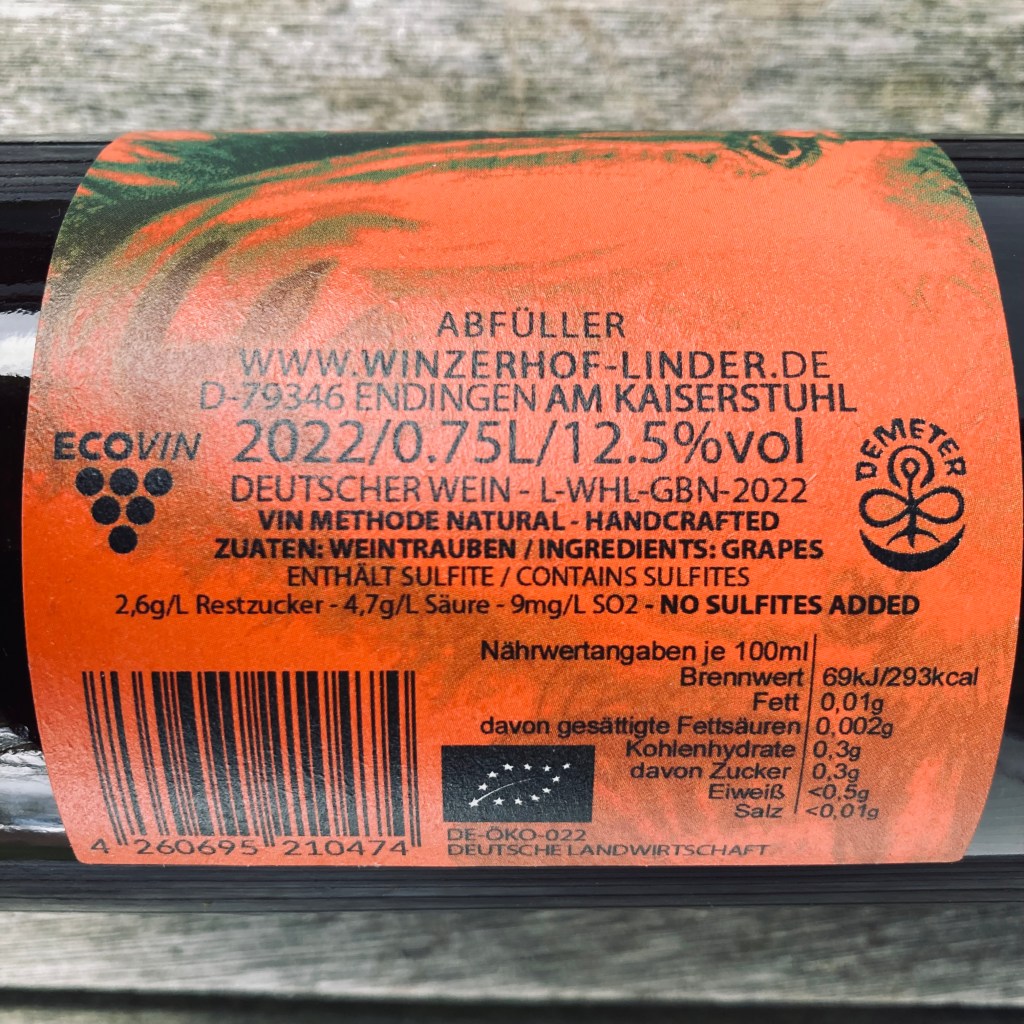 ABFÜLLER
WWW.WINZERHOF-LINDER.DE
D-79346 ENDINGEN AM KAISERSTUHL
ECOVIN
2022/0.75L/12.5%vol
DEMETER
DEUTSCHER WEIN - L-WHL-GBN-2022
VIN METHODE NATURAL - HANDCRAFTED
ZUATEN: WEINTRAUBEN / INGREDIENTS: GRAPES
ENTHÄLT SULFITE / CONTAINS SULFITES
2,6g/L Restzucker - 4,7g/L Säure - 9mg/L SO2 - NO SULFITES ADDED
Nährwertangaben je 100ml
Brennwert 69kJ/293kcal
Fett 0,01g
davon gesättigte Fettsäuren 0,002g
Kohlenhydrate 0,3g
davon Zucker 0,3g
Eiweiß <0,5g
Salz <0,01g
4 260695 210474
DE-ÖKO-022
DEUTSCHE LANDWIRTSCHAFT